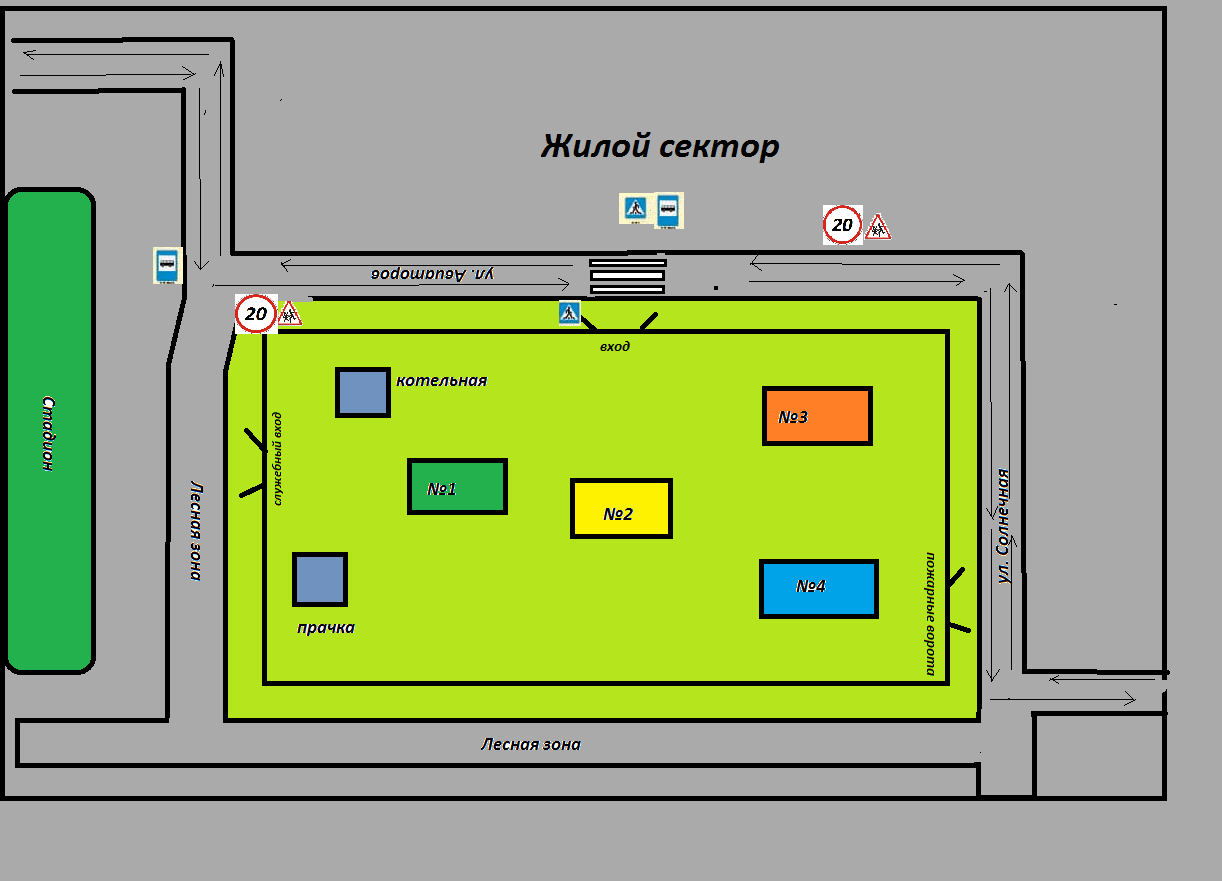 Жилой сектор
20
ул. Авиаторов
20
вход
котельная
№3
Стадион
служебный вход
№1
Лесная зона
№2
ул. Солнечная
№4
пожарные ворота
прачка
Лесная зона